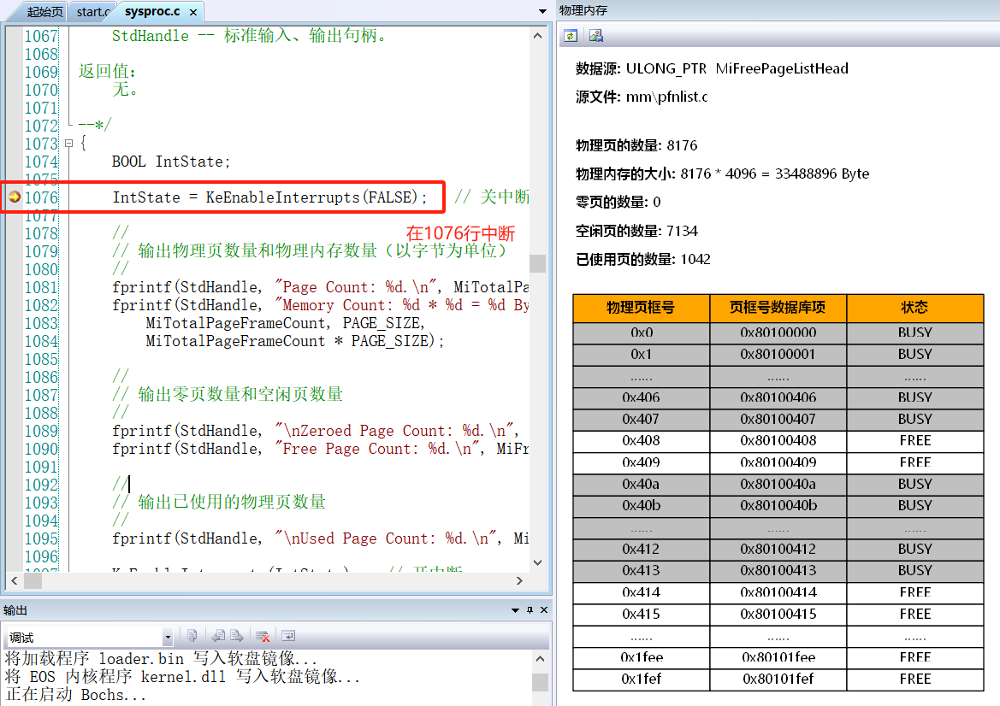 起始页 start.c sysproc.c ×
1067 StdHandle -- 标准输入、输出句柄。
1068
1069 返回值:
1070 无。
1071
1072 --*/
1073 {
1074 BOOL IntState;
1075
1076 IntState = KeEnableInterrupts(FALSE); // 关中断
1077
在1076行中断
1078 //
1079 // 输出物理页数量和物理内存数量（以字节为单位）
1080 //
1081 fprintf(StdHandle, "Page Count: %d.\n", MiTotalPa
1082 fprintf(StdHandle, "Memory Count: %d * %d = %d By
1083 MiTotalPageFrameCount, PAGE_SIZE,
1084 MiTotalPageFrameCount * PAGE_SIZE);
1085
1086 //
1087 // 输出零页数量和空闲页数量
1088 //
1089 fprintf(StdHandle, "\nZeroed Page Count: %d.\n",
1090 fprintf(StdHandle, "Free Page Count: %d.\n", MiFr
1091
1092 //
1093 // 输出已使用的物理页数量
1094 //
1095 fprintf(StdHandle, "\nUsed Page Count: %d.\n", Mi
1096
输出
调试
将加载程序 loader.bin 写入软盘镜像...
将 EOS 内核程序 kernel.dll 写入软盘镜像...
正在启动 Bochs...
物理内存
数据源: ULONG_PTR MiFreePageListHead
源文件: mm\pfnlist.c
物理页的数量: 8176
物理内存的大小: 8176 * 4096 = 33488896 Byte
零页的数量: 0
空闲页的数量: 7134
已使用页的数量: 1042
物理页框号 页框号数据库项 状态
0x0 0x80100000 BUSY
0x1 0x80100001 BUSY
...... ...... ......
0x406 0x80100406 BUSY
0x407 0x80100407 BUSY
0x408 0x80100408 FREE
0x409 0x80100409 FREE
0x40a 0x8010040a BUSY
0x40b 0x8010040b BUSY
...... ...... ......
0x412 0x80100412 BUSY
0x413 0x80100413 BUSY
0x414 0x80100414 FREE
0x415 0x80100415 FREE
...... ...... ......
0x1fee 0x80101fee FREE
0x1fef 0x80101fef FREE